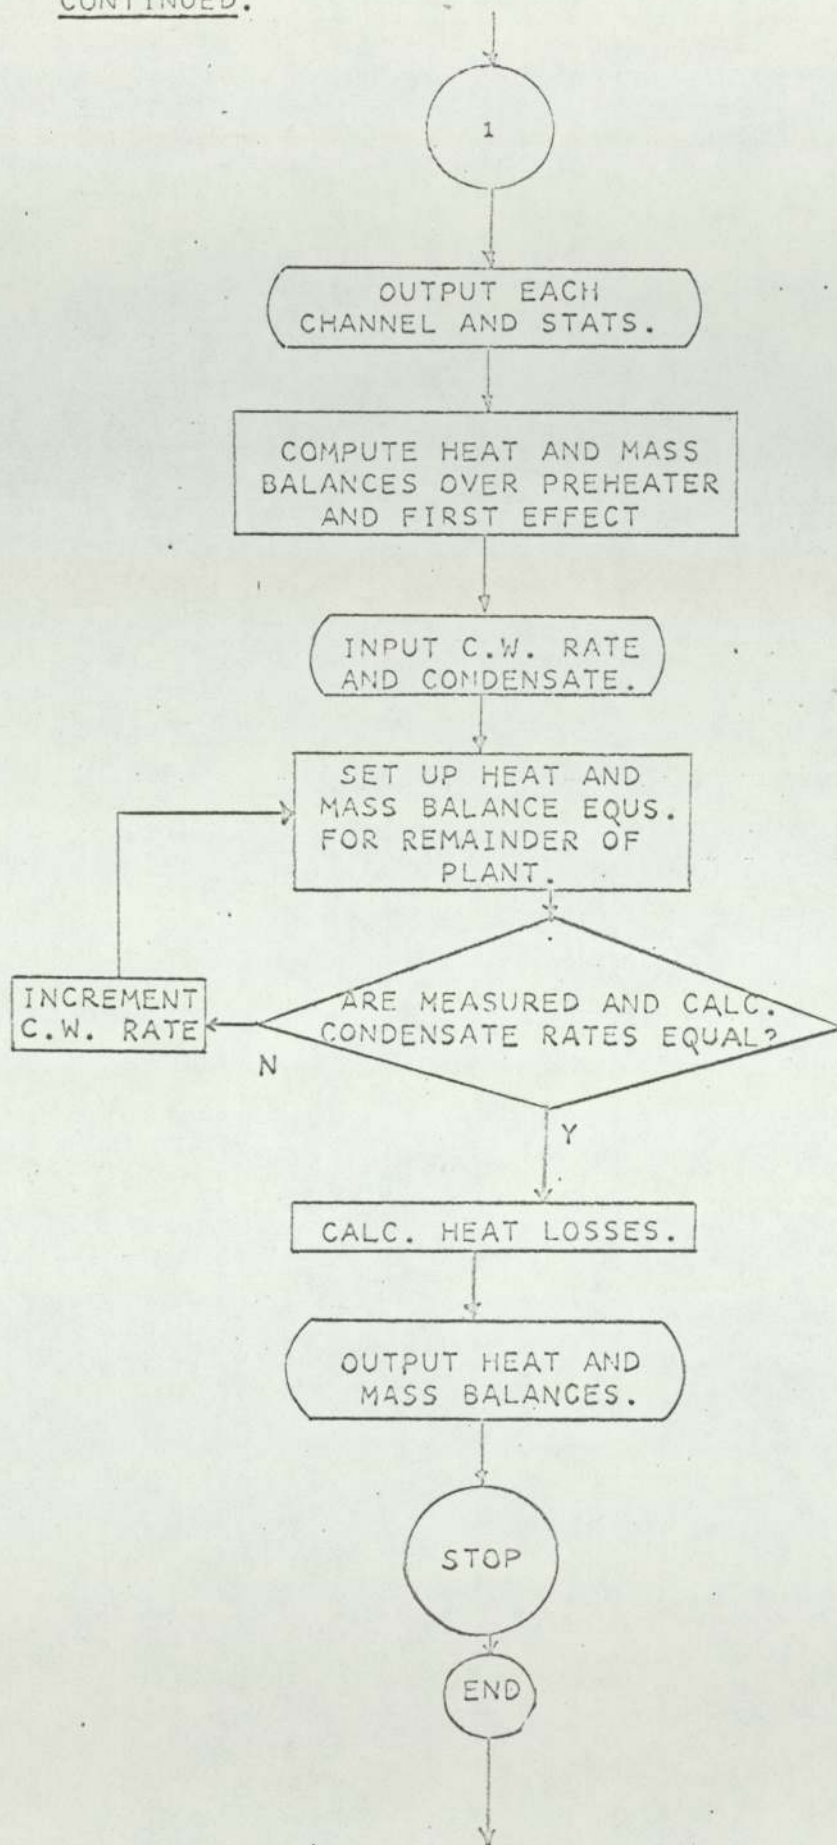 CONTINUED.
1
OUTPUT EACH
CHANNEL AND STATS.
COMPUTE HEAT AND MASS
BALANCES OVER PREHEATER
AND FIRST EFFECT
INPUT C.W. RATE
AND CONDENSATE.
SET UP HEAT AND
MASS BALANCE EQUS.
FOR REMAINDER OF
PLANT.
INCREMENT
C.W. RATE
ARE MEASURED AND CALC.
CONDENSATE RATES EQUAL?
N
Y
CALC. HEAT LOSSES.
OUTPUT HEAT AND
MASS BALANCES.
STOP
END